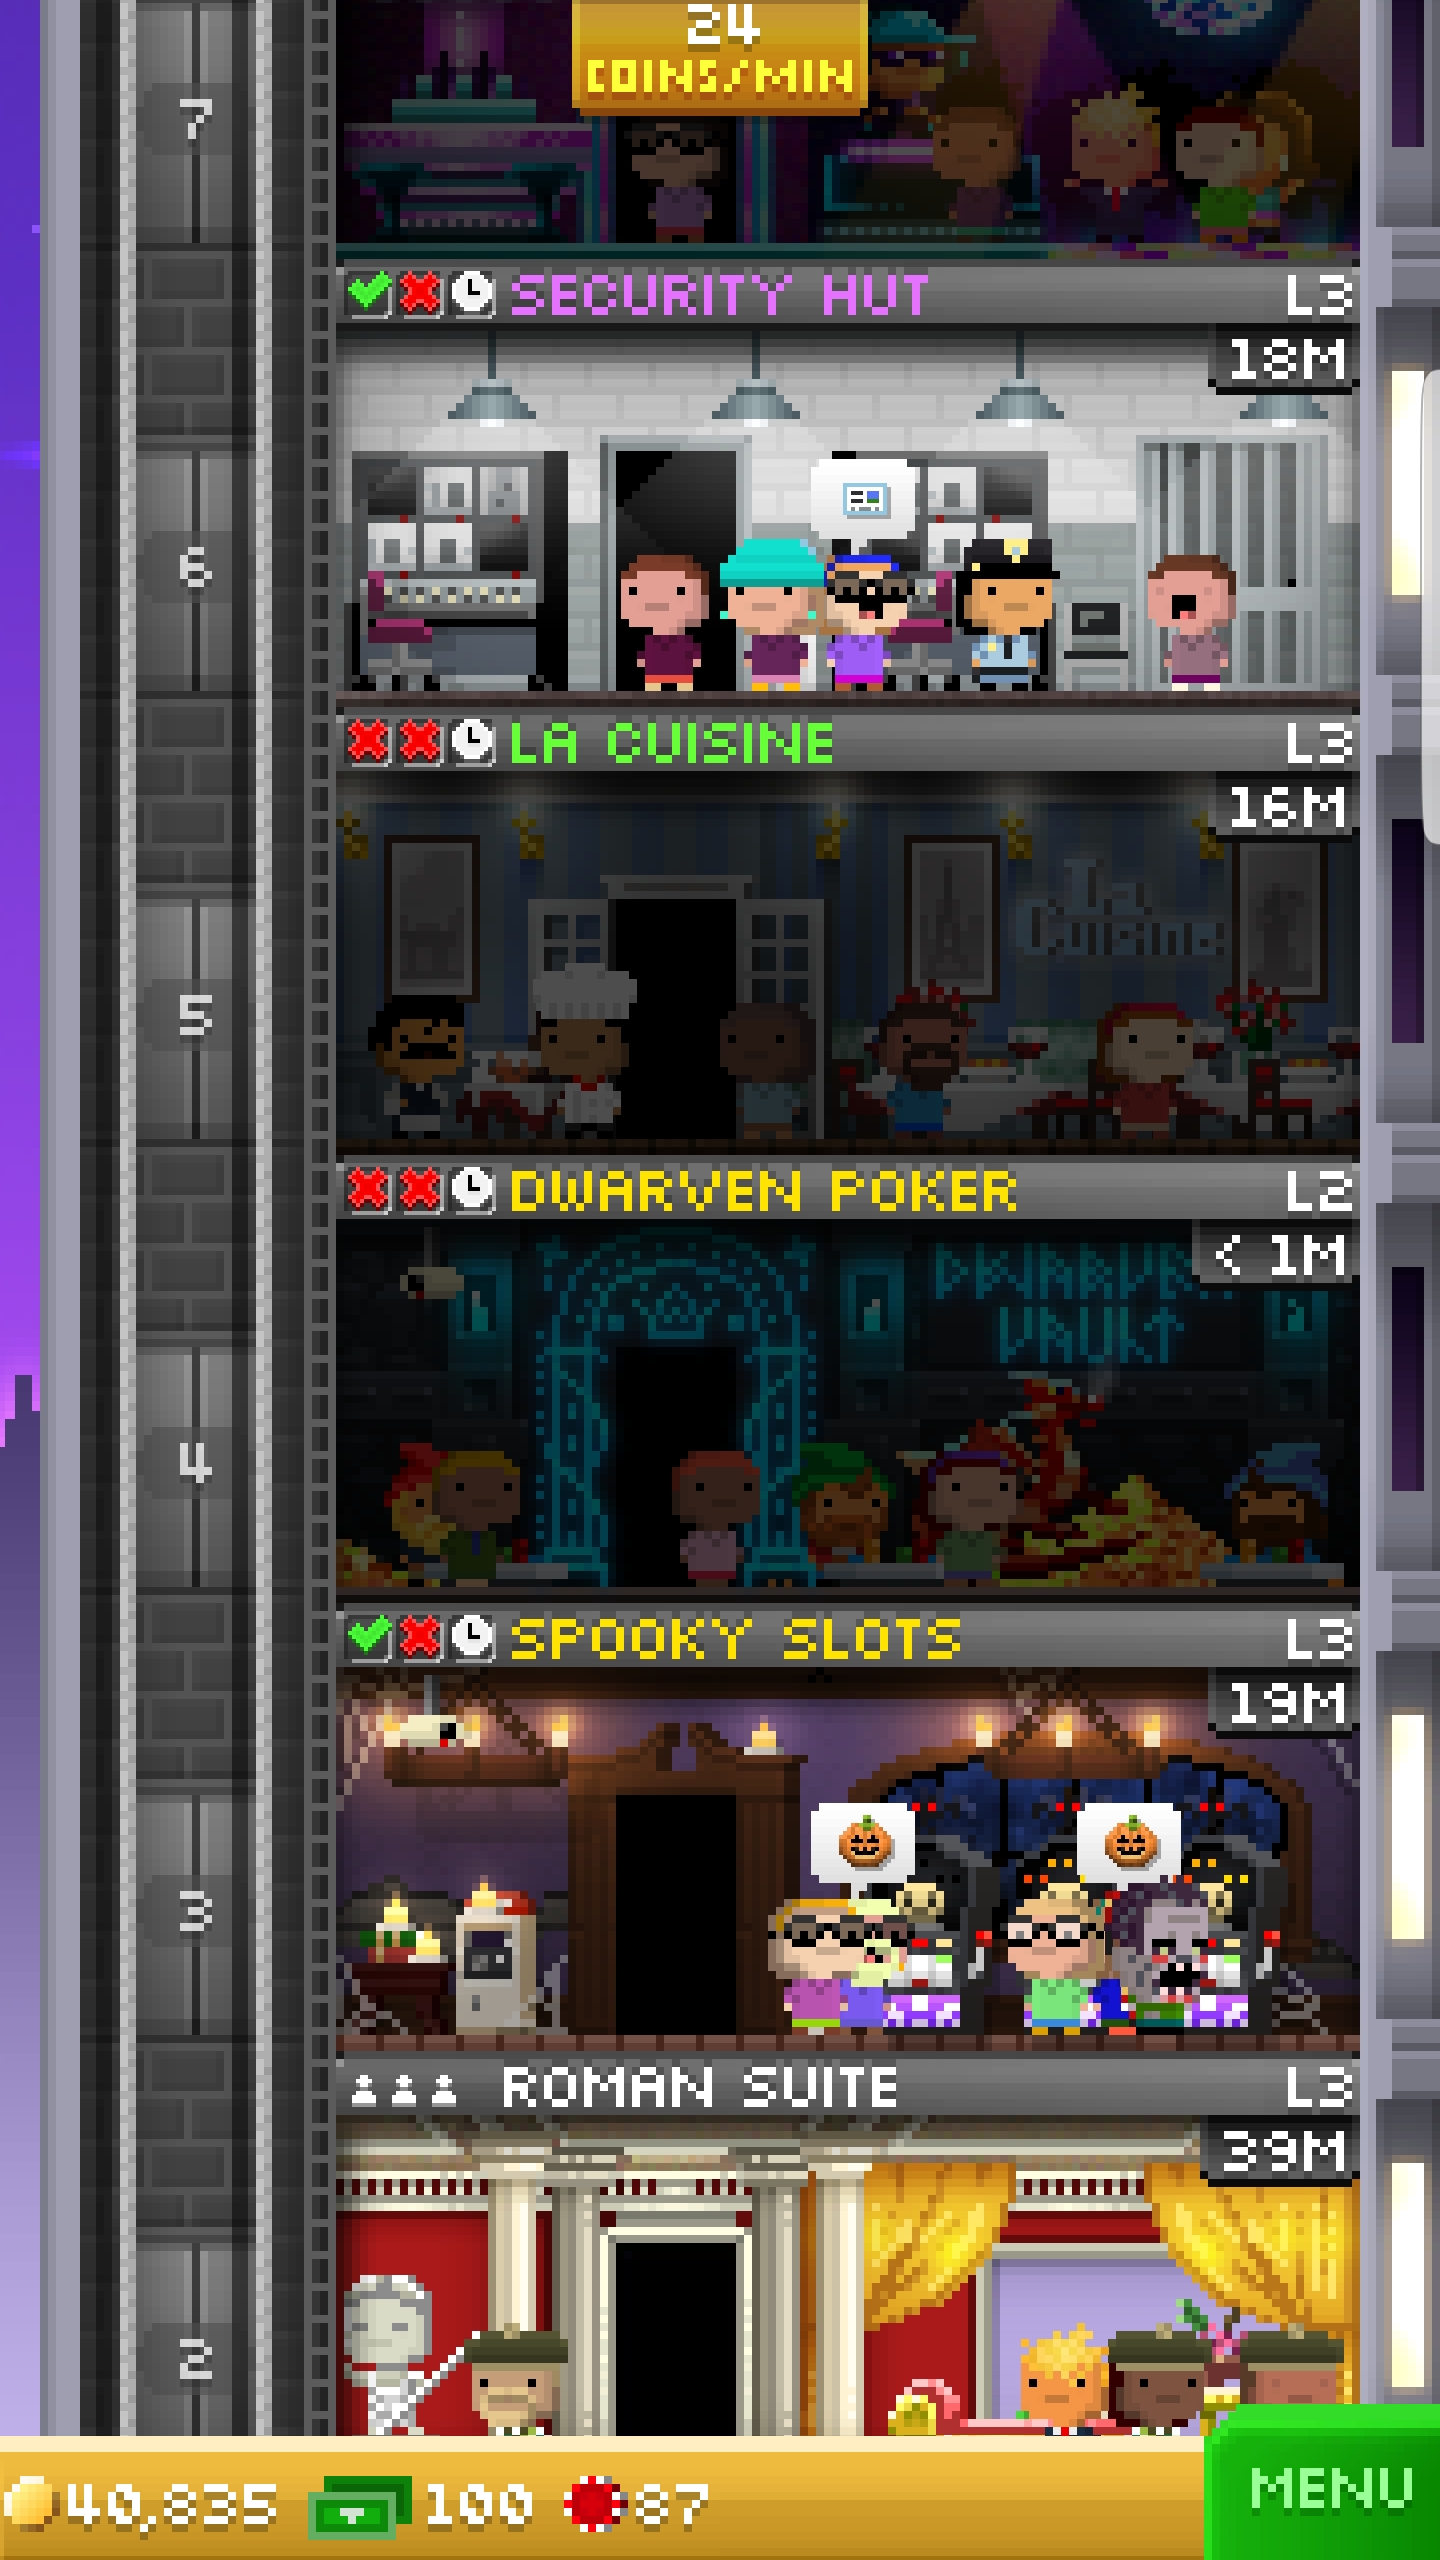 24
COINS/MIN
7
SECURITY HUT L3
18M
6
LA CUISINE L3
16M
La Cuisine
5
DWARVEN POKER L2
< 1M
DWARVEN
VAULT
4
SPOOKY SLOTS L3
19M
3
ROMAN SUITE L3
39M
2
40,835 100 87
MENU